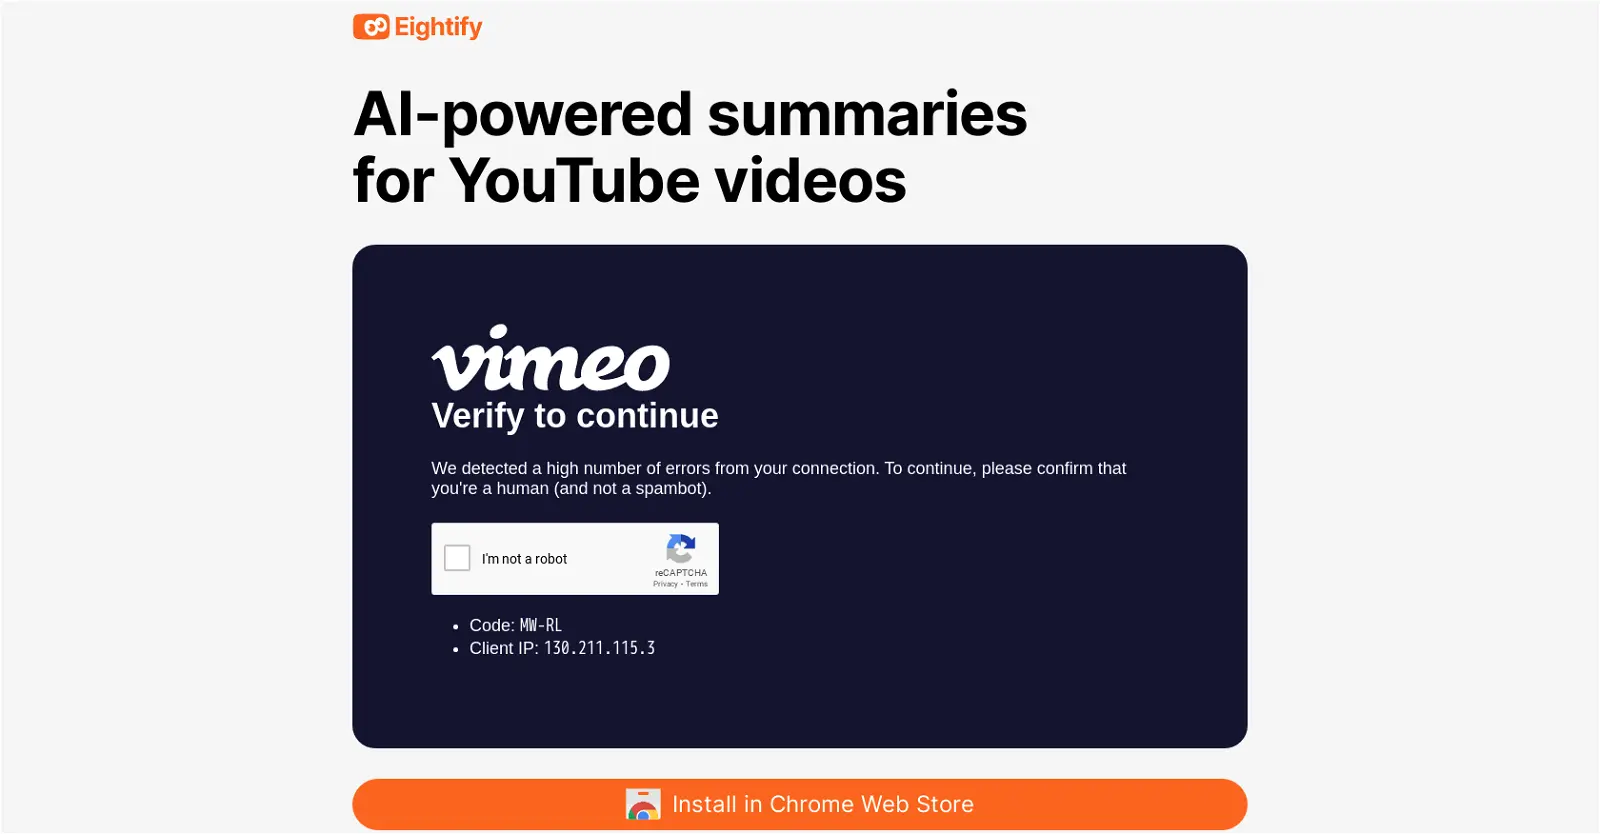 Eightify
AI-powered summaries
for YouTube videos
vimeo
Verify to continue
We detected a high number of errors from your connection. To continue, please confirm that
you're a human (and not a spambot).
I'm not a robot
reCAPTCHA
Privacy - Terms
Code: MW-RL
Client IP: 130.211.115.3
Install in Chrome Web Store